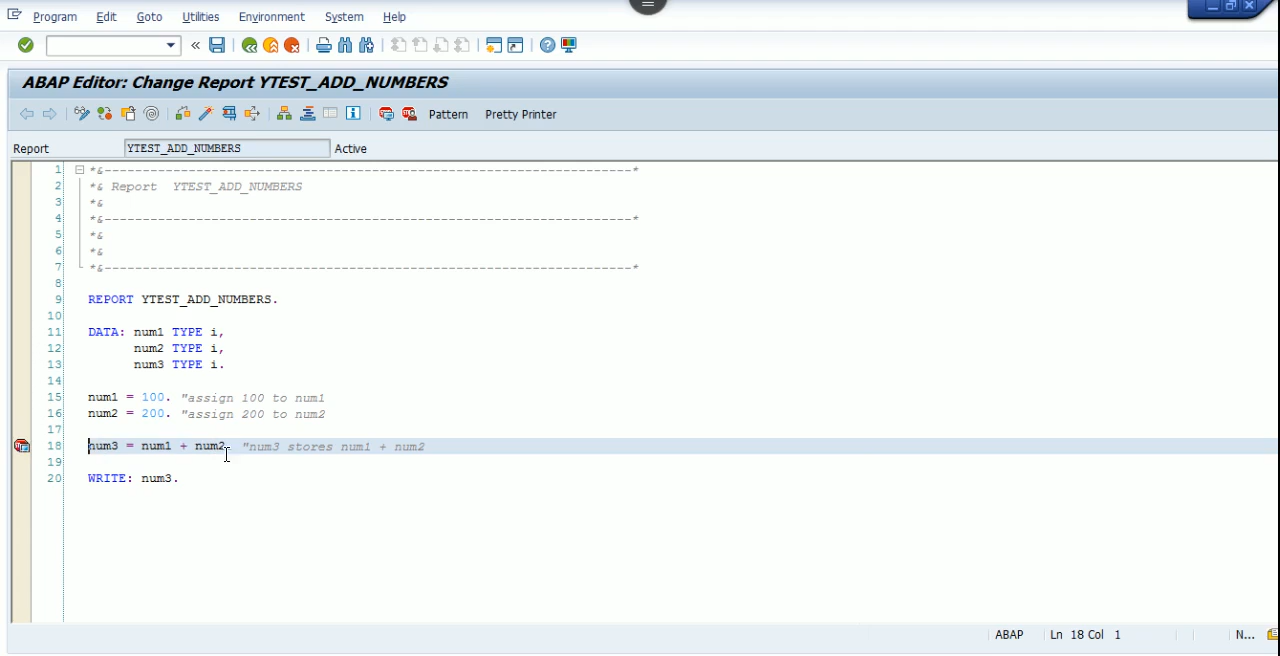 Program Edit Goto Utilities Environment System Help
ABAP Editor: Change Report YTEST_ADD_NUMBERS
Pattern Pretty Printer
Report YTEST_ADD_NUMBERS Active
1 *&---------------------------------------------------------------------*
2 *& Report  YTEST_ADD_NUMBERS
3 *&
4 *&---------------------------------------------------------------------*
5 *&
6 *&
7 *&---------------------------------------------------------------------*
8
9 REPORT YTEST_ADD_NUMBERS.
10
11 DATA: num1 TYPE i,
12 num2 TYPE i,
13 num3 TYPE i.
14
15 num1 = 100. "assign 100 to num1
16 num2 = 200. "assign 200 to num2
17
18 num3 = num1 + num2. "num3 stores num1 + num2
19
20 WRITE: num3.
ABAP Ln 18 Col 1 N...